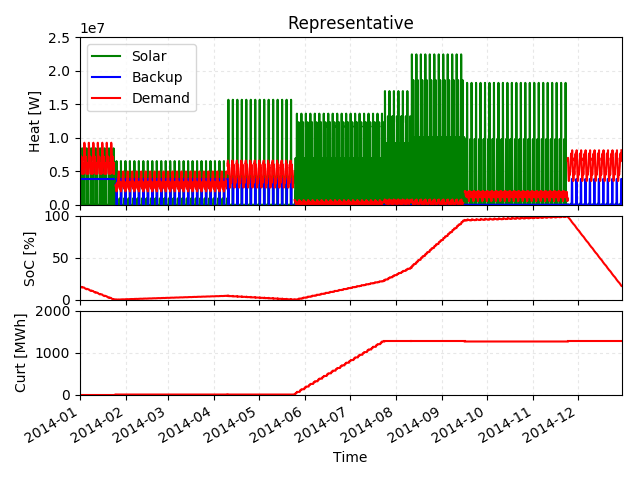 Representative
1e7
2.5
2.0
1.5
1.0
0.5
0.0
Heat [W]
Solar
Backup
Demand
100
50
0
SoC [%]
2000
1000
0
Curt [MWh]
2014-01
2014-02
2014-03
2014-04
2014-05
2014-06
2014-07
2014-08
2014-09
2014-10
2014-11
2014-12
Time